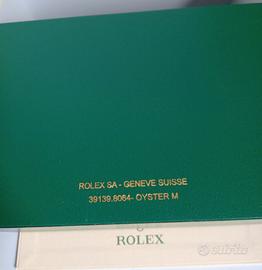 ROLEX SA - GENEVE SUISSE
39139.8064- OYSTER M
ROLEX
subito